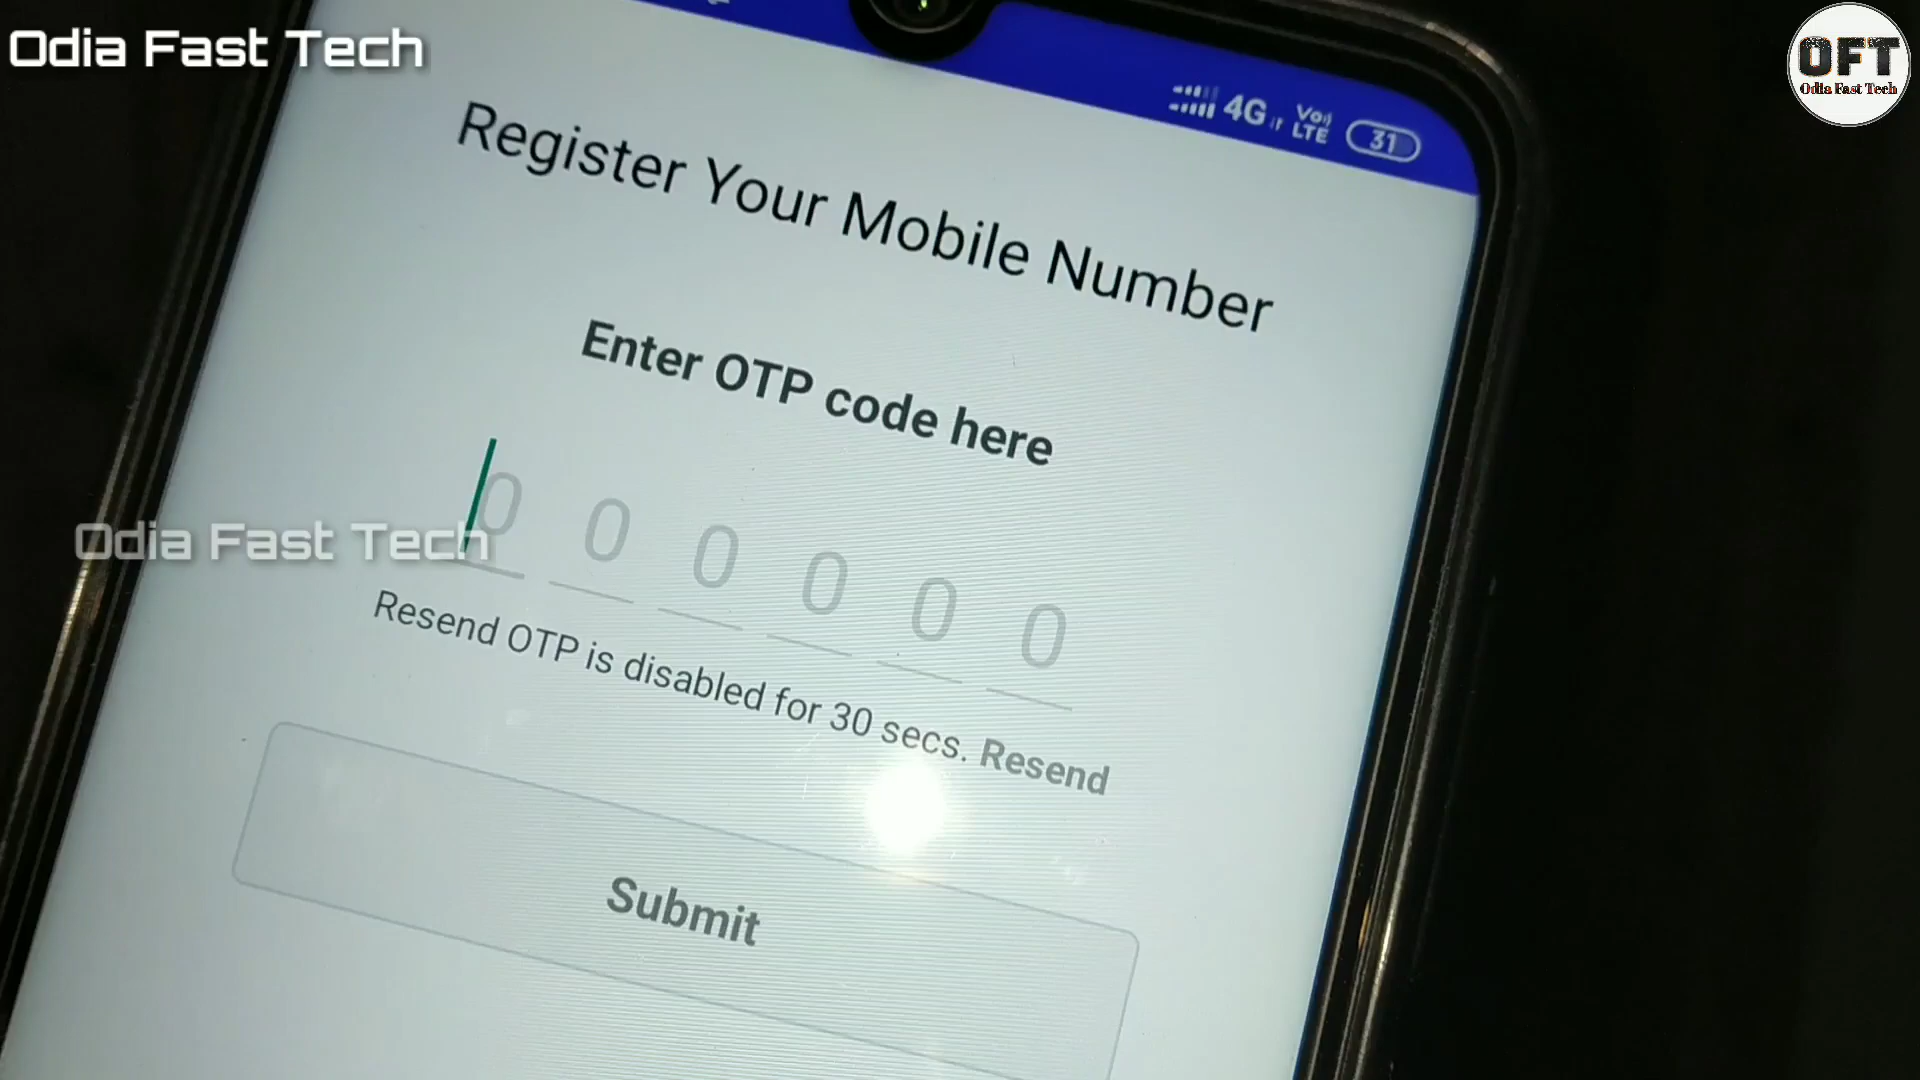 Odia Fast Tech
OFT
Odia Fast Tech
4G
Vo))
LTE
31
Register Your Mobile Number
Enter OTP code here
0 0 0 0 0 0
Odia Fast Tech
Resend OTP is disabled for 30 secs. Resend
Submit